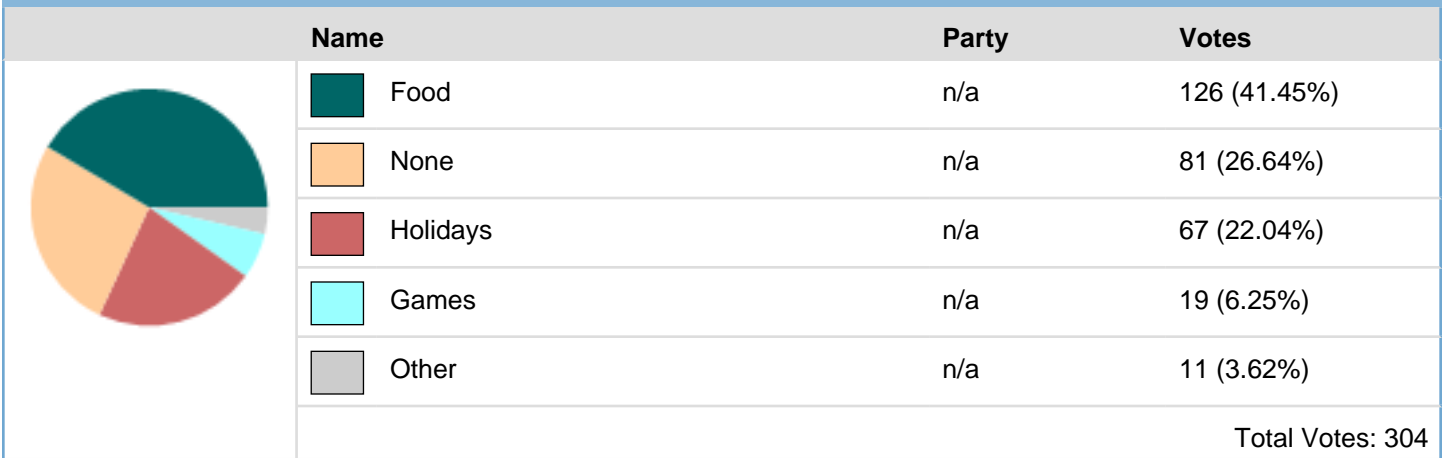 Name Party Votes
Food n/a 126 (41.45%)
None n/a 81 (26.64%)
Holidays n/a 67 (22.04%)
Games n/a 19 (6.25%)
Other n/a 11 (3.62%)
Total Votes: 304